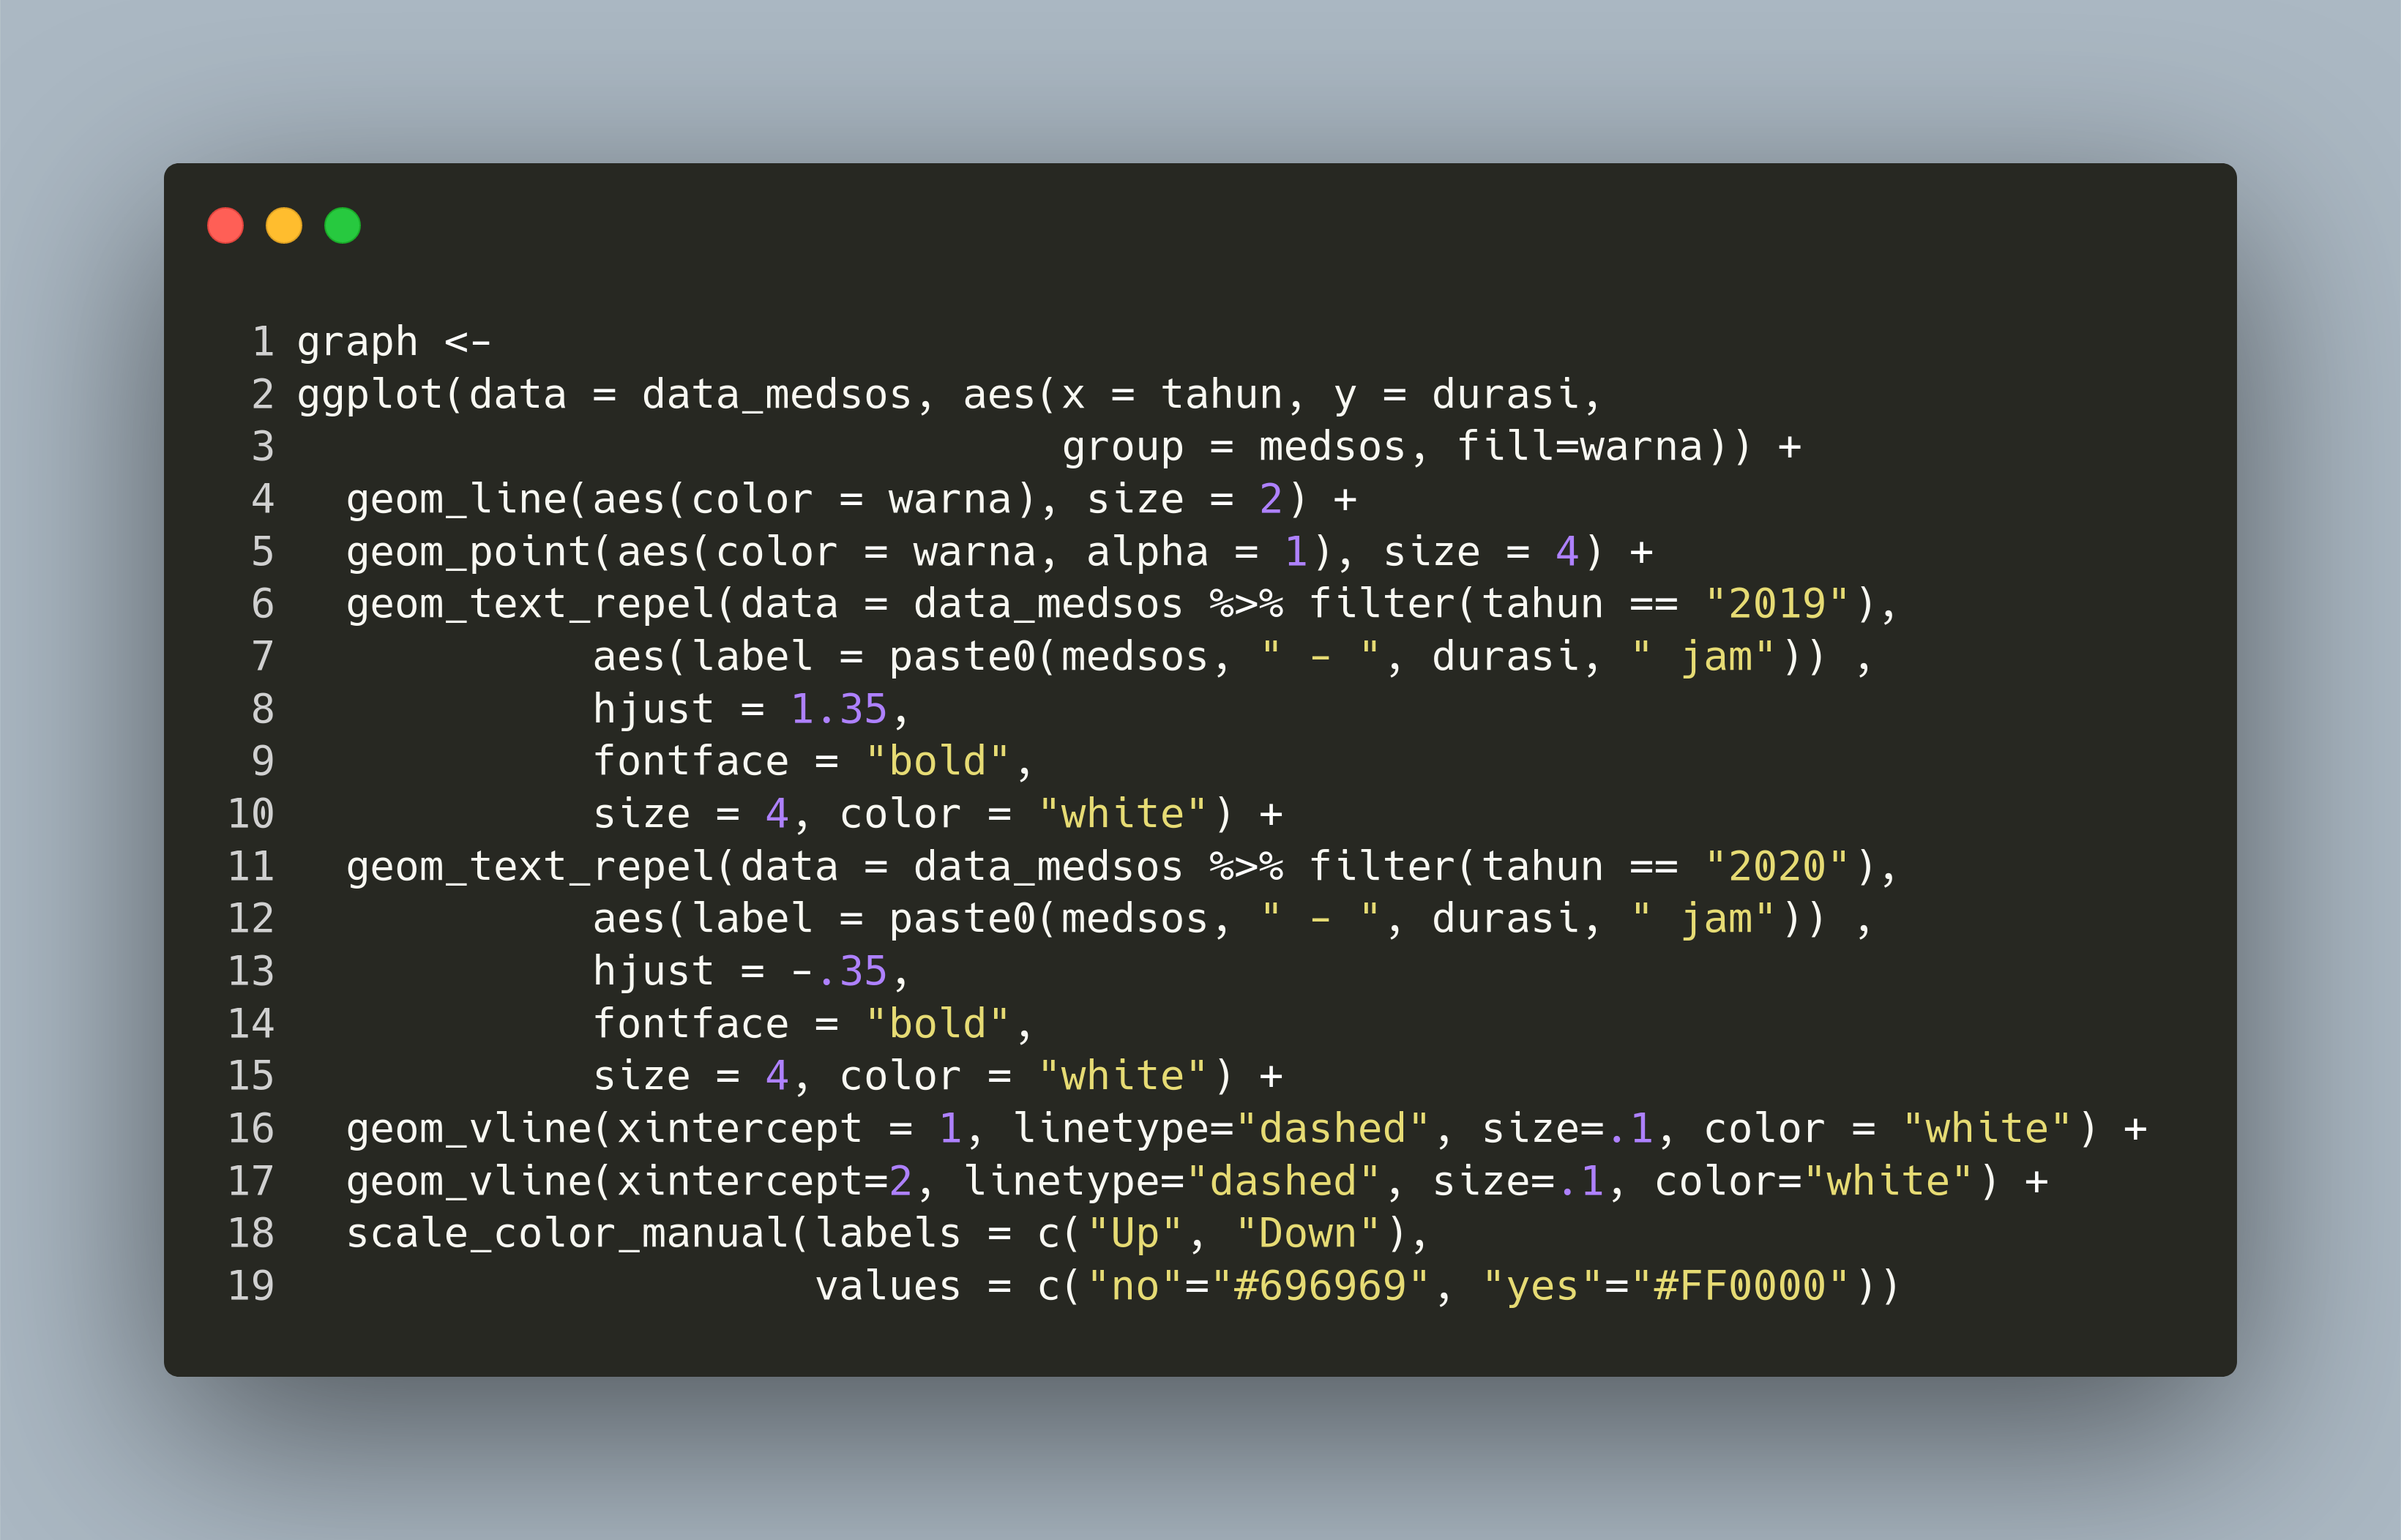 1 graph <-
2 ggplot(data = data_medsos, aes(x = tahun, y = durasi,
3                                group = medsos, fill=warna)) +
4   geom_line(aes(color = warna), size = 2) +
5   geom_point(aes(color = warna, alpha = 1), size = 4) +
6   geom_text_repel(data = data_medsos %>% filter(tahun == "2019"),
7             aes(label = paste0(medsos, " - ", durasi, " jam")) ,
8             hjust = 1.35,
9             fontface = "bold",
10             size = 4, color = "white") +
11   geom_text_repel(data = data_medsos %>% filter(tahun == "2020"),
12             aes(label = paste0(medsos, " - ", durasi, " jam")) ,
13             hjust = -.35,
14             fontface = "bold",
15             size = 4, color = "white") +
16   geom_vline(xintercept = 1, linetype="dashed", size=.1, color = "white") +
17   geom_vline(xintercept=2, linetype="dashed", size=.1, color="white") +
18   scale_color_manual(labels = c("Up", "Down"),
19                      values = c("no"="#696969", "yes"="#FF0000"))